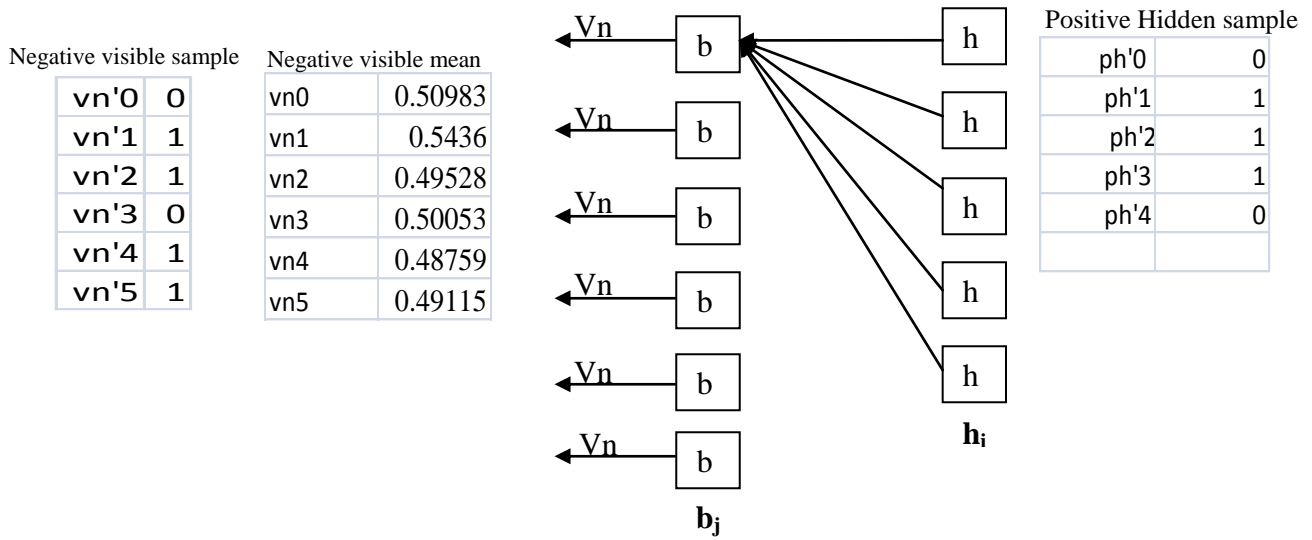 Negative visible sample
vn'0 0
vn'1 1
vn'2 1
vn'3 0
vn'4 1
vn'5 1
Negative visible mean
vn0 0.50983
vn1 0.5436
vn2 0.49528
vn3 0.50053
vn4 0.48759
vn5 0.49115
Vn
b
Vn
b
Vn
b
Vn
b
Vn
b
Vn
b
bj
h
h
h
h
h
hi
Positive Hidden sample
ph'0 0
ph'1 1
ph'2 1
ph'3 1
ph'4 0